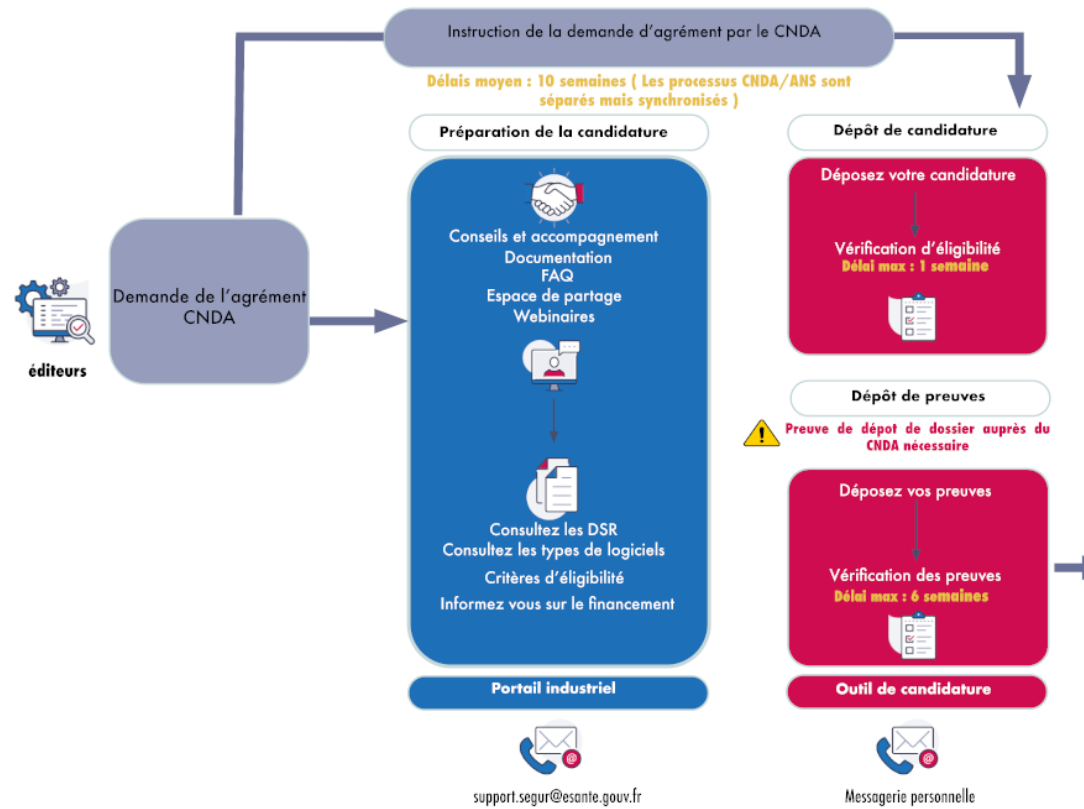 Instruction de la demande d'agrément par le CNDA
Délais moyen : 10 semaines ( Les processus CNDA/ANS sont
séparés mais synchronisés )
éditeurs
Demande de l'agrément
CNDA
Préparation de la candidature
Conseils et accompagnement
Documentation
FAQ
Espace de partage
Webinaires
Consultez les DSR
Consultez les types de logiciels
Critères d'éligibilité
Informez vous sur le financement
Portail industriel
support.segur@esante.gouv.fr
Dépôt de candidature
Déposez votre candidature
Vérification d'éligibilité
Délai max : 1 semaine
Dépôt de preuves
Preuve de dépot de dossier auprès du
CNDA nécessaire
Déposez vos preuves
Vérification des preuves
Délai max : 6 semaines
Outil de candidature
Messagerie personnelle